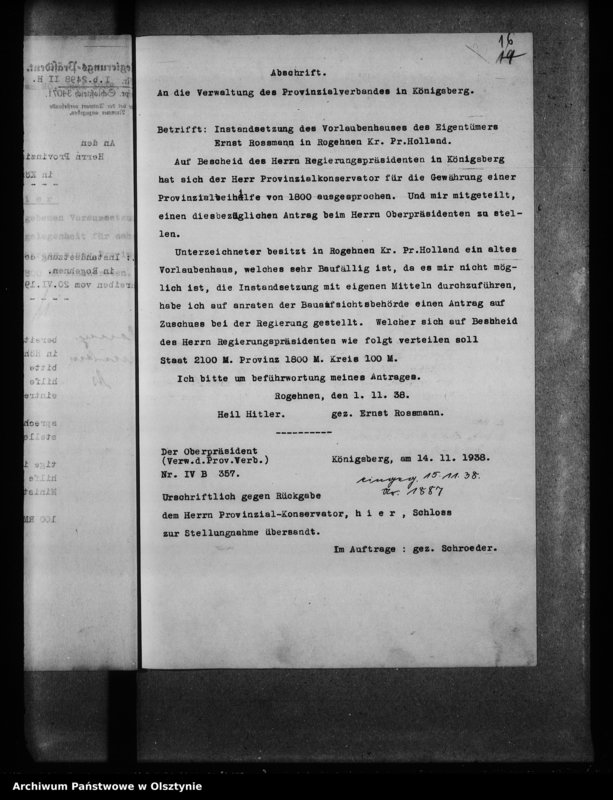 16
14
Abschrift.
An die Verwaltung des Provinzialverbandes in Königsberg.
Betrifft: Instandsetzung des Vorlaubenhauses des Eigentümers
Ernst Rossmann in Rogehnen Kr. Pr.Holland.
Auf Bescheid des Herrn Regierungspräsidenten in Königsberg
hat sich der Herr Provinzialkonservator für die Gewährung einer
Provinzialbeihilfe von 1800 ausgesprochen. Und mir mitgeteilt,
einen diesbezüglichen Antrag beim Herrn Oberpräsidenten zu stel-
len.
Unterzeichneter besitzt in Rogehnen Kr. Pr.Holland ein altes
Vorlaubenhaus, welches sehr Baufällig ist, da es mir nicht mög-
lich ist, die Instandsetzung mit eigenen Mitteln durchzuführen,
habe ich auf anraten der Bauaufsichtsbehörde einen Antrag auf
Zuschuss bei der Regierung gestellt. Welcher sich auf Bescheid
des Herrn Regierungspräsidenten wie folgt verteilen soll
Staat 2100 M. Provinz 1800 M. Kreis 100 M.
Ich bitte um befürwortung meines Antrages.
Rogehnen, den 1. 11. 38.
Heil Hitler. gez. Ernst Rossmann.
----------
Der Oberpräsident
(Verw.d.Prov.Verb.) Königsberg, am 14. 11. 1938.
Nr. IV B 357.
eingeg. 15.11.38.
Nr. 1887
Urschriftlich gegen Rückgabe
dem Herrn Provinzial-Konservator, h i e r , Schloss
zur Stellungnahme übersandt.
Im Auftrage : gez. Schroeder.
Archiwum Państwowe w Olsztynie